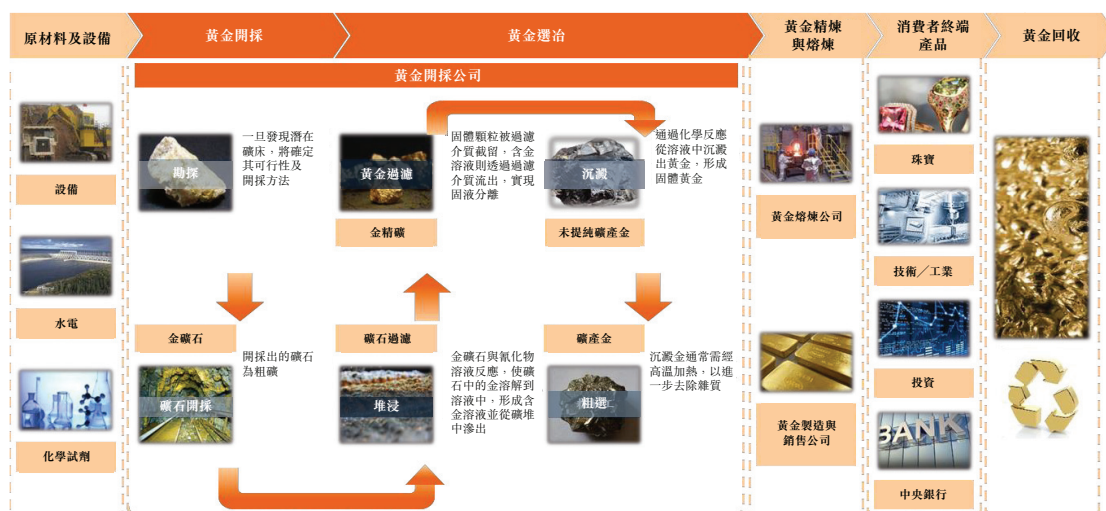 原材料及設備
黃金開採
黃金選冶
黃金精煉
與熔煉
消費者終端
產品
黃金回收
黃金開採公司
設備
水電
化學試劑
勘探
一旦發現潛在
礦床，將確定
其可行性及
開採方法
金礦石
礦石開採
開採出的礦石
為粗礦
黃金過濾
金精礦
固體顆粒被過濾
介質截留，含金
溶液則透過過濾
介質流出，實現
固液分離
礦石過濾
堆浸
金礦石與氰化物
溶液反應，使礦
石中的金溶解到
溶液中，形成含
金溶液並從礦堆
中滲出
沉澱
未提純礦產金
通過化學反應
從溶液中沉澱
出黃金，形成
固體黃金
礦產金
粗選
沉澱金通常需經
高溫加熱，以進
一步去除雜質
黃金熔煉公司
黃金製造與
銷售公司
珠寶
技術／工業
投資
BANK
中央銀行